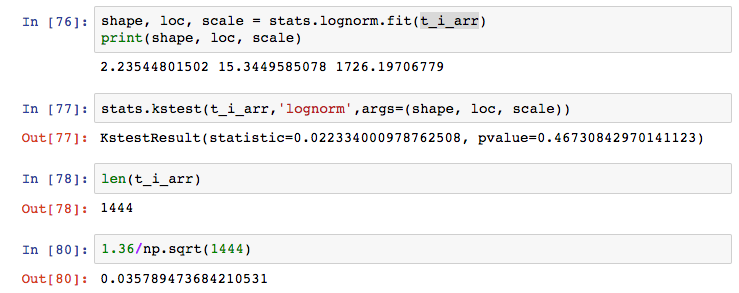 In [76]: shape, loc, scale = stats.lognorm.fit(t_i_arr)
print(shape, loc, scale)
2.23544801502 15.3449585078 1726.19706779
In [77]: stats.kstest(t_i_arr,'lognorm',args=(shape, loc, scale))
Out[77]: KstestResult(statistic=0.022334000978762508, pvalue=0.46730842970141123)
In [78]: len(t_i_arr)
Out[78]: 1444
In [80]: 1.36/np.sqrt(1444)
Out[80]: 0.035789473684210531